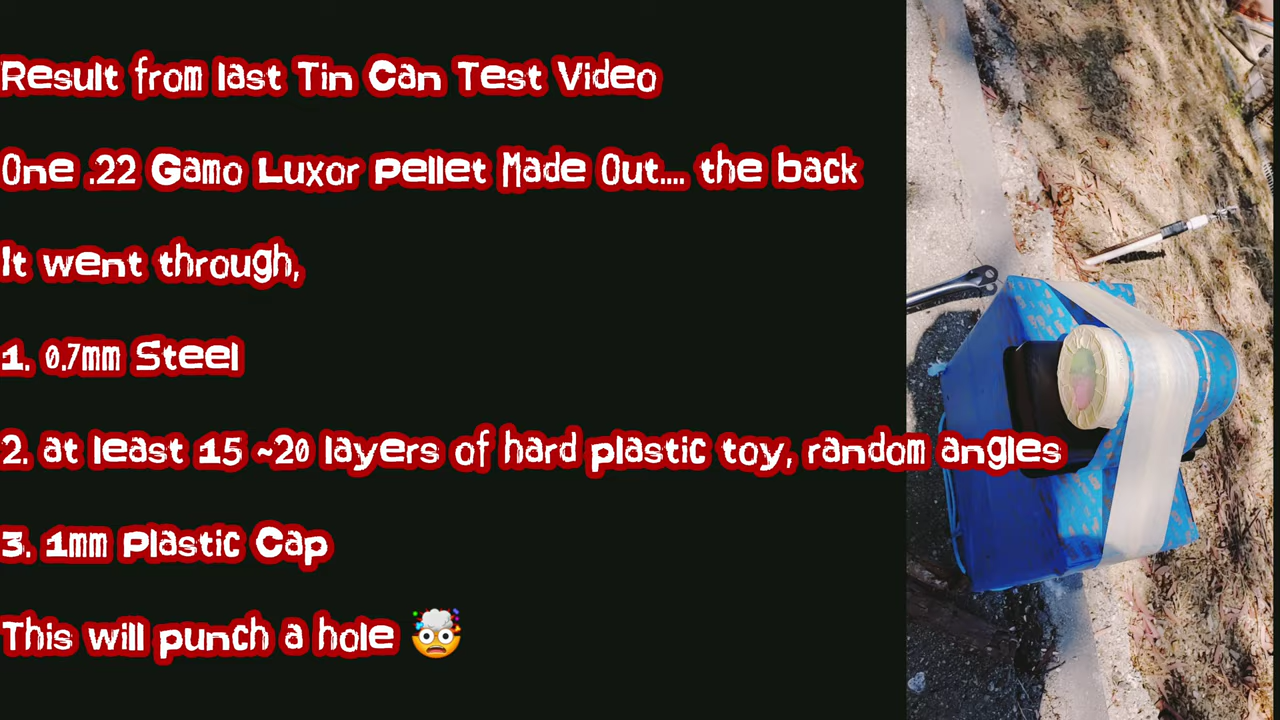 Result from last Tin Can Test Video
One .22 Gamo Luxor Pellet Made Out.... the back
It went through,
1. 0.7mm Steel
2. at least 15 ~20 layers of hard plastic toy, random angles
3. 1mm Plastic Cap
This will punch a hole 🤯